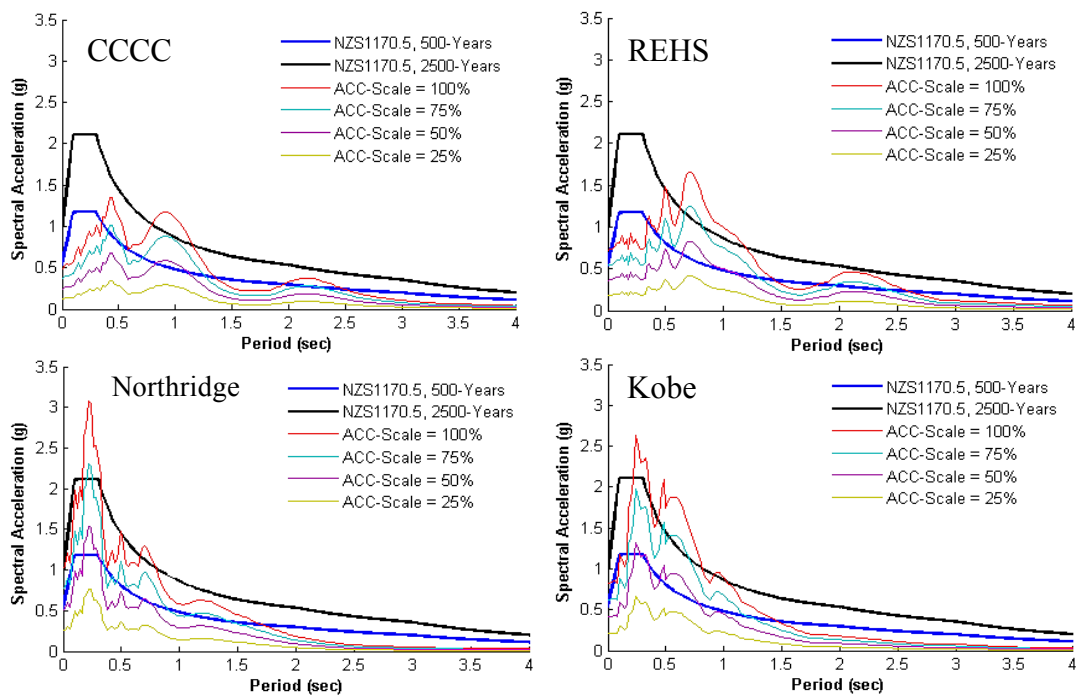 CCCC
NZS1170.5, 500-Years
NZS1170.5, 2500-Years
ACC-Scale = 100%
ACC-Scale = 75%
ACC-Scale = 50%
ACC-Scale = 25%
Spectral Acceleration (g)
3.5
3
2.5
2
1.5
1
0.5
0
0 0.5 1 1.5 2 2.5 3 3.5 4
Period (sec)
REHS
NZS1170.5, 500-Years
NZS1170.5, 2500-Years
ACC-Scale = 100%
ACC-Scale = 75%
ACC-Scale = 50%
ACC-Scale = 25%
Spectral Acceleration (g)
3.5
3
2.5
2
1.5
1
0.5
0
0 0.5 1 1.5 2 2.5 3 3.5 4
Period (sec)
Northridge
NZS1170.5, 500-Years
NZS1170.5, 2500-Years
ACC-Scale = 100%
ACC-Scale = 75%
ACC-Scale = 50%
ACC-Scale = 25%
Spectral Acceleration (g)
3.5
3
2.5
2
1.5
1
0.5
0
0 0.5 1 1.5 2 2.5 3 3.5 4
Period (sec)
Kobe
NZS1170.5, 500-Years
NZS1170.5, 2500-Years
ACC-Scale = 100%
ACC-Scale = 75%
ACC-Scale = 50%
ACC-Scale = 25%
Spectral Acceleration (g)
3.5
3
2.5
2
1.5
1
0.5
0
0 0.5 1 1.5 2 2.5 3 3.5 4
Period (sec)